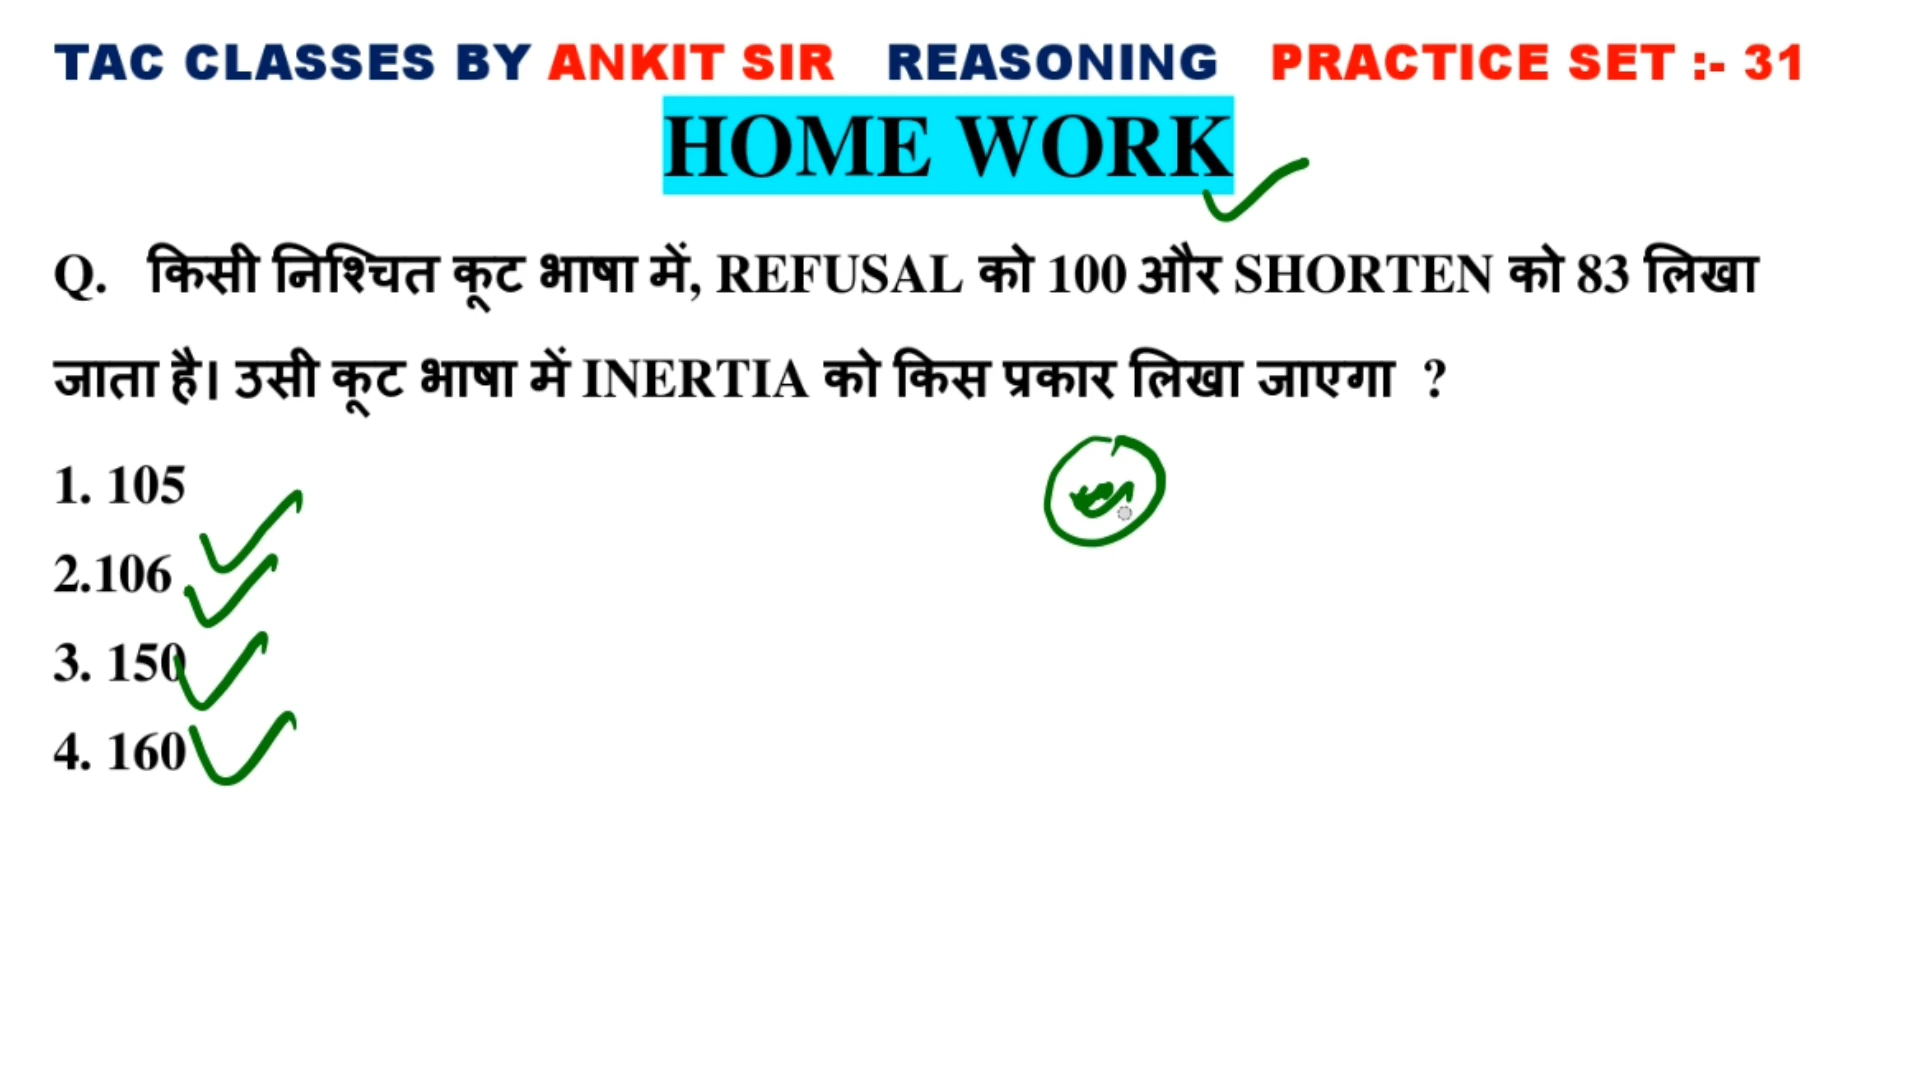 TAC CLASSES BY ANKIT SIR REASONING PRACTICE SET :- 31
HOME WORK
Q. किसी निश्चित कूट भाषा में, REFUSAL को 100 और SHORTEN को 83 लिखा
जाता है। उसी कूट भाषा में INERTIA को किस प्रकार लिखा जाएगा ?
1. 105
2.106
3. 150
4. 160